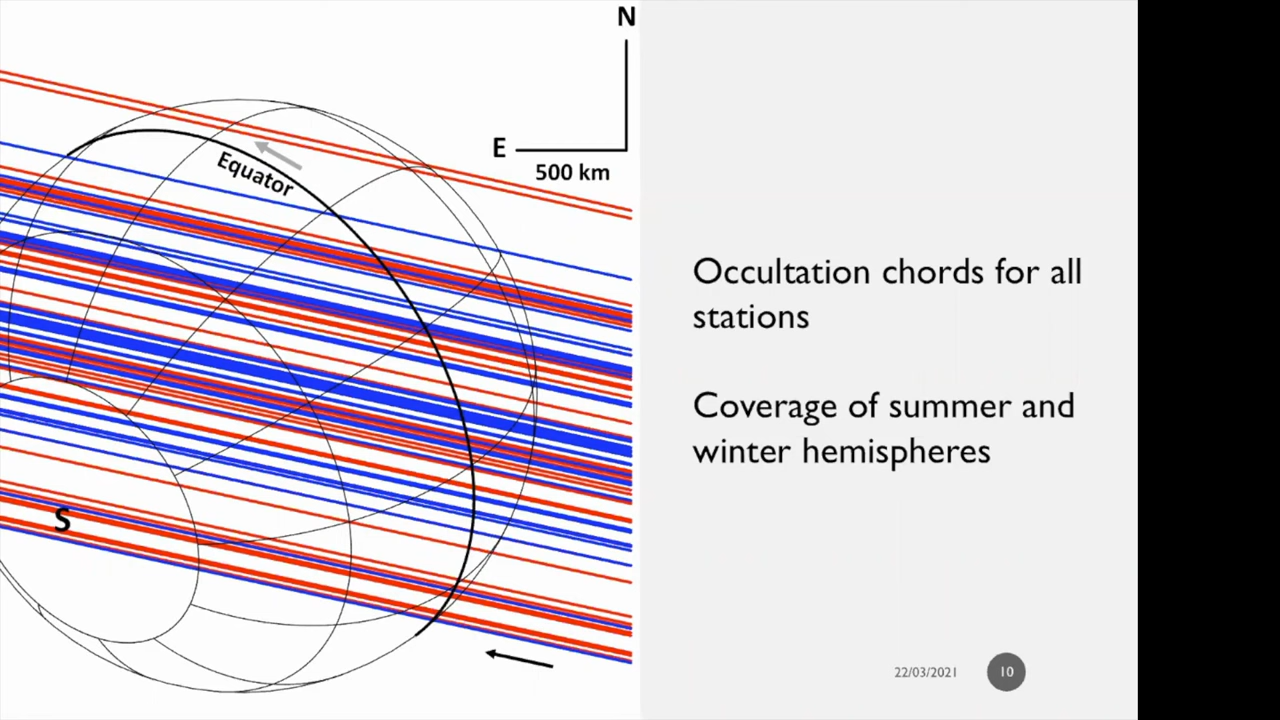 N
E
500 km
Equator
S
Occultation chords for all
stations
Coverage of summer and
winter hemispheres
22/03/2021
10